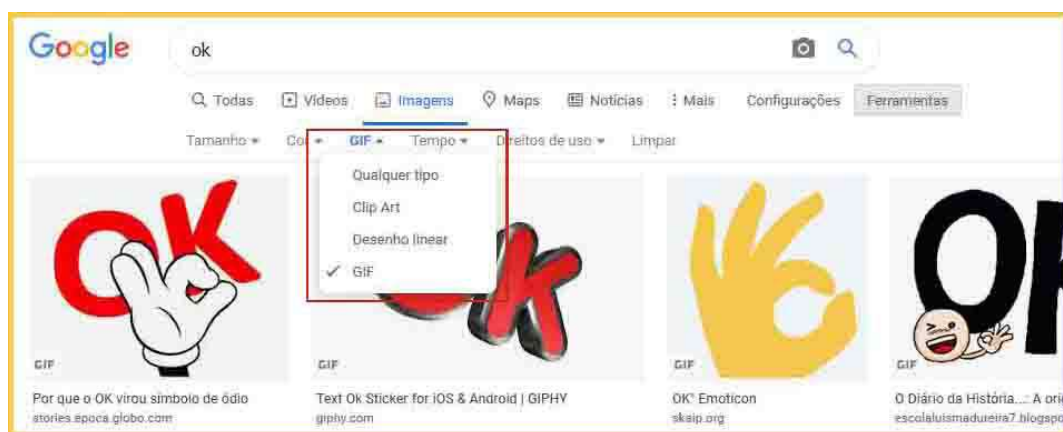 Google
ok
Todas Vídeos Imagens Maps Notícias Mais Configurações Ferramentas
Tamanho GIF Tempo Direitos de uso Limpar
Qualquer tipo
Clip Art
Desenho linear
GIF
OK
OK
OK
GIF GIF GIF GIF
Por que o OK virou símbolo de ódio
stories.epoca.globo.com
Text Ok Sticker for iOS & Android | GIPHY
giphy.com
OK" Emoticon
skaip.org
O Diário da História...: A ori
escolaluismadureira7.blogspo